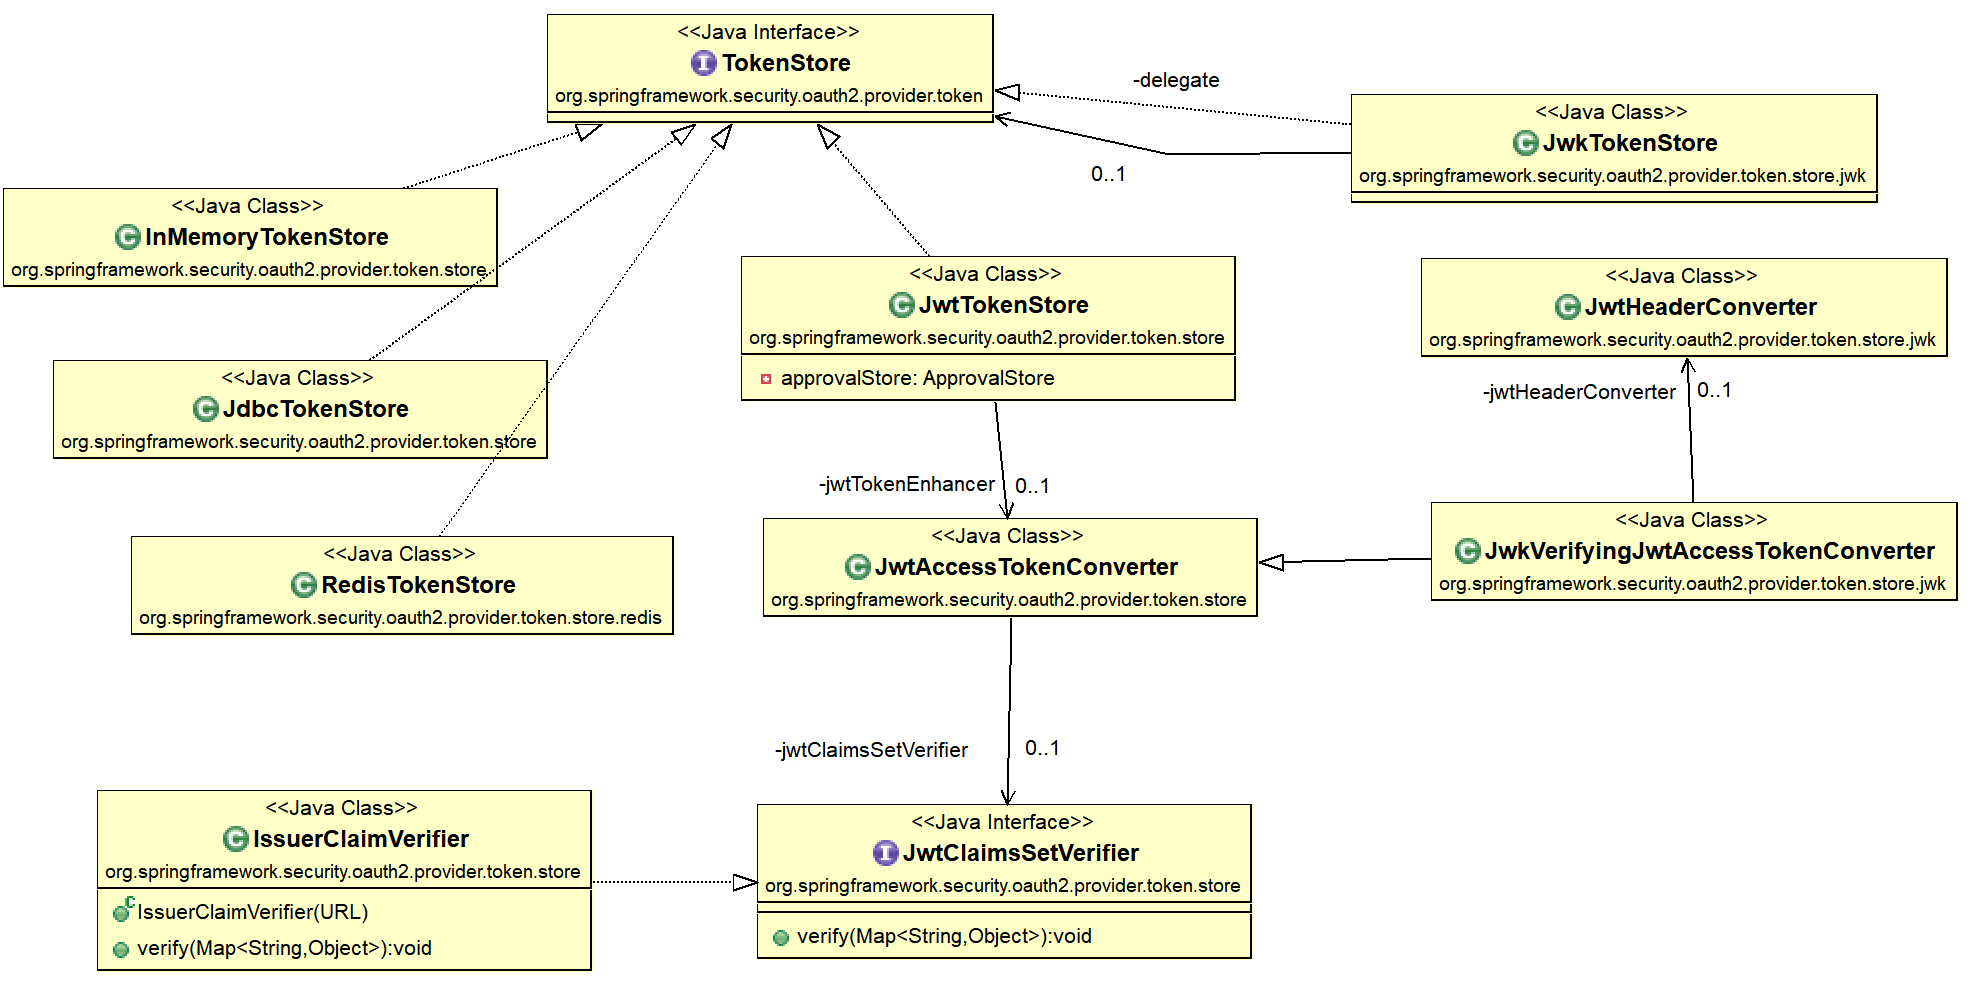 <<Java Interface>>
TokenStore
org.springframework.security.oauth2.provider.token
-delegate
0..1
<<Java Class>>
JwkTokenStore
org.springframework.security.oauth2.provider.token.store.jwk
<<Java Class>>
InMemoryTokenStore
org.springframework.security.oauth2.provider.token.store
<<Java Class>>
JwtTokenStore
org.springframework.security.oauth2.provider.token.store
approvalStore: ApprovalStore
<<Java Class>>
JwtHeaderConverter
org.springframework.security.oauth2.provider.token.store.jwk
<<Java Class>>
JdbcTokenStore
org.springframework.security.oauth2.provider.token.store
-jwtHeaderConverter
0..1
-jwtTokenEnhancer
0..1
<<Java Class>>
RedisTokenStore
org.springframework.security.oauth2.provider.token.store.redis
<<Java Class>>
JwtAccessTokenConverter
org.springframework.security.oauth2.provider.token.store
<<Java Class>>
JwkVerifyingJwtAccessTokenConverter
org.springframework.security.oauth2.provider.token.store.jwk
-jwtClaimsSetVerifier
0..1
<<Java Class>>
IssuerClaimVerifier
org.springframework.security.oauth2.provider.token.store
IssuerClaimVerifier(URL)
verify(Map<String,Object>):void
<<Java Interface>>
JwtClaimsSetVerifier
org.springframework.security.oauth2.provider.token.store
verify(Map<String,Object>):void